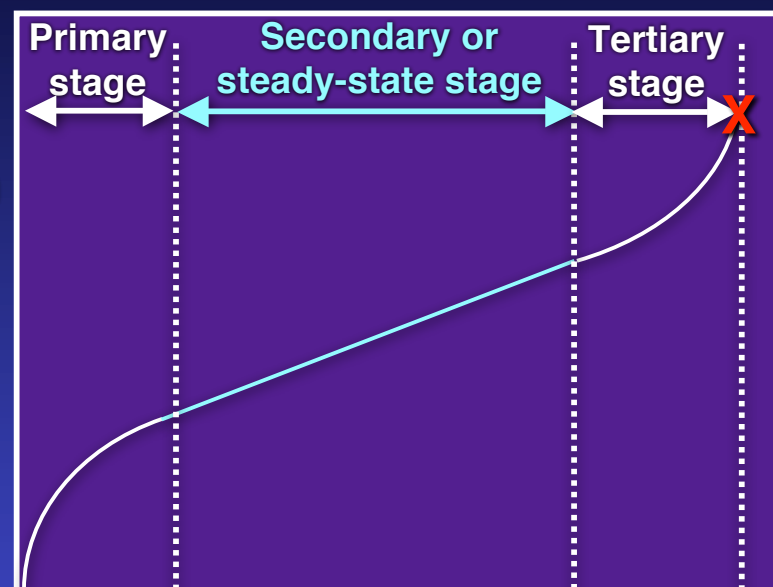 Primary
stage
Secondary or
steady-state stage
Tertiary
stage
X